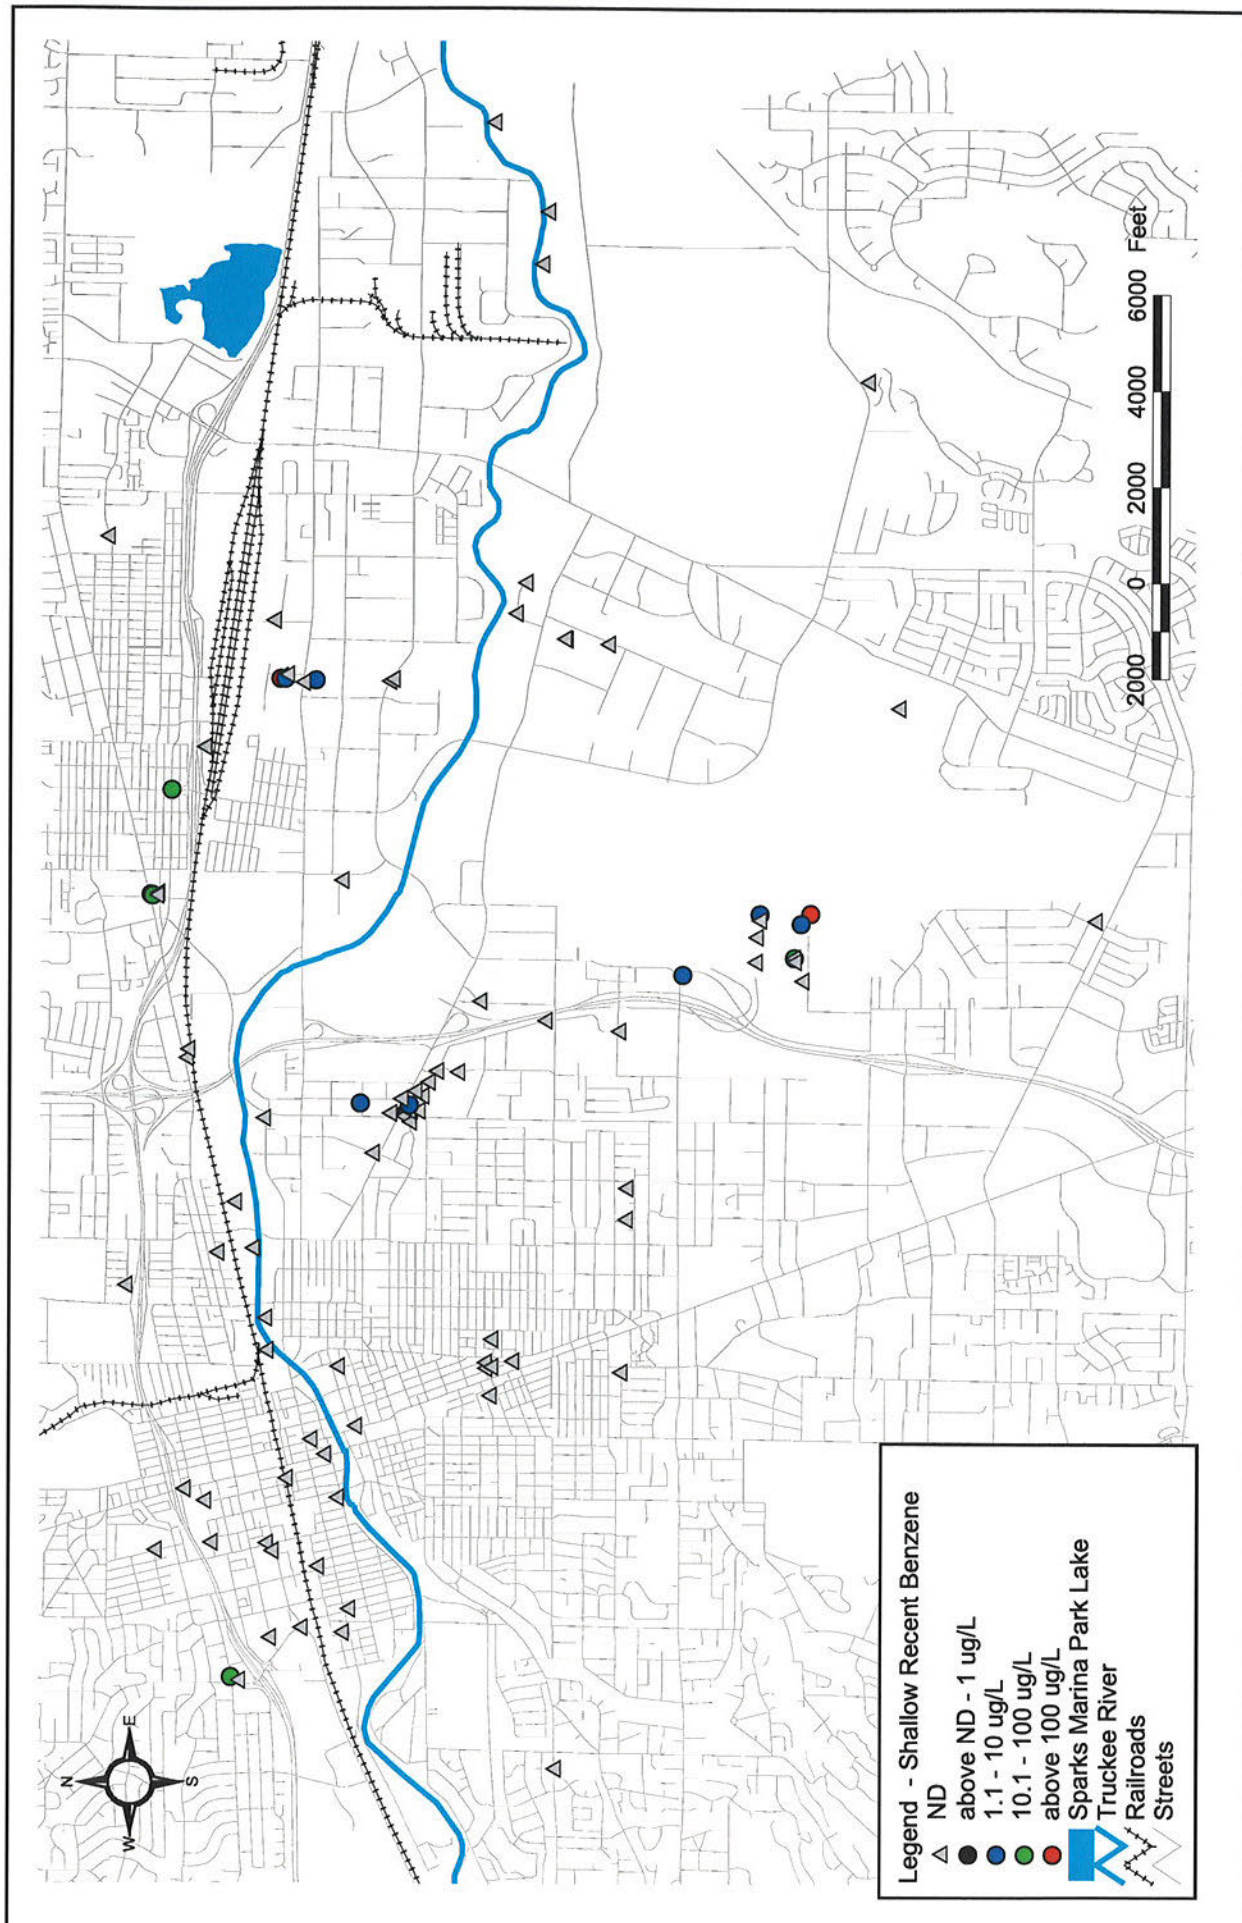 N
W
E
S
Legend - Shallow Recent Benzene
ND
above ND - 1 ug/L
1.1 - 10 ug/L
10.1 - 100 ug/L
above 100 ug/L
Sparks Marina Park Lake
Truckee River
Railroads
Streets
2000 0 2000 4000 6000 Feet